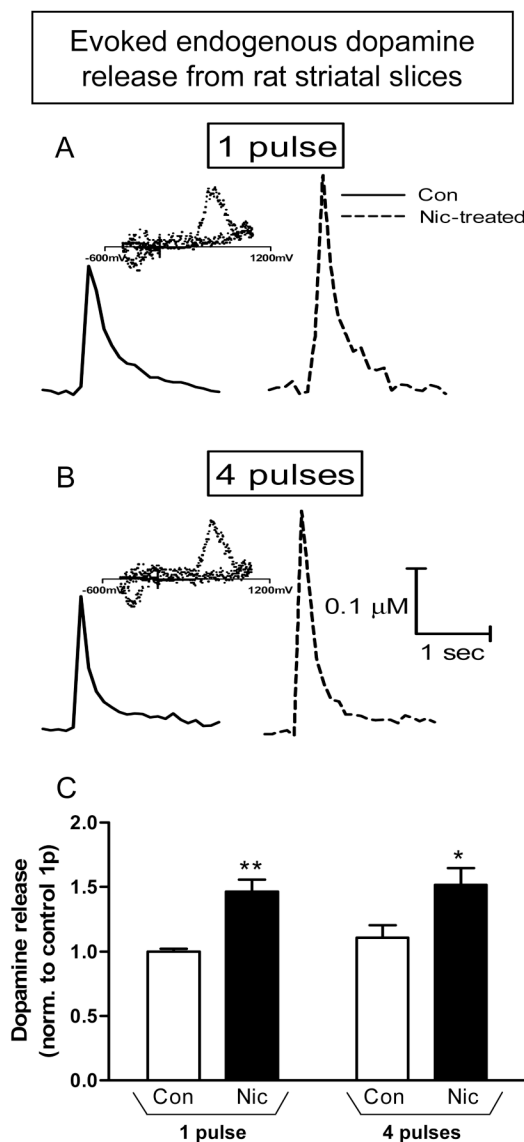 Evoked endogenous dopamine
release from rat striatal slices
A
1 pulse
Con
Nic-treated
-600mV
1200mV
B
4 pulses
-600mV
1200mV
0.1 µM
1 sec
C
Dopamine release
(norm. to control 1p)
2.0
1.5
1.0
0.5
0.0
**
*
Con Nic Con Nic
1 pulse 4 pulses